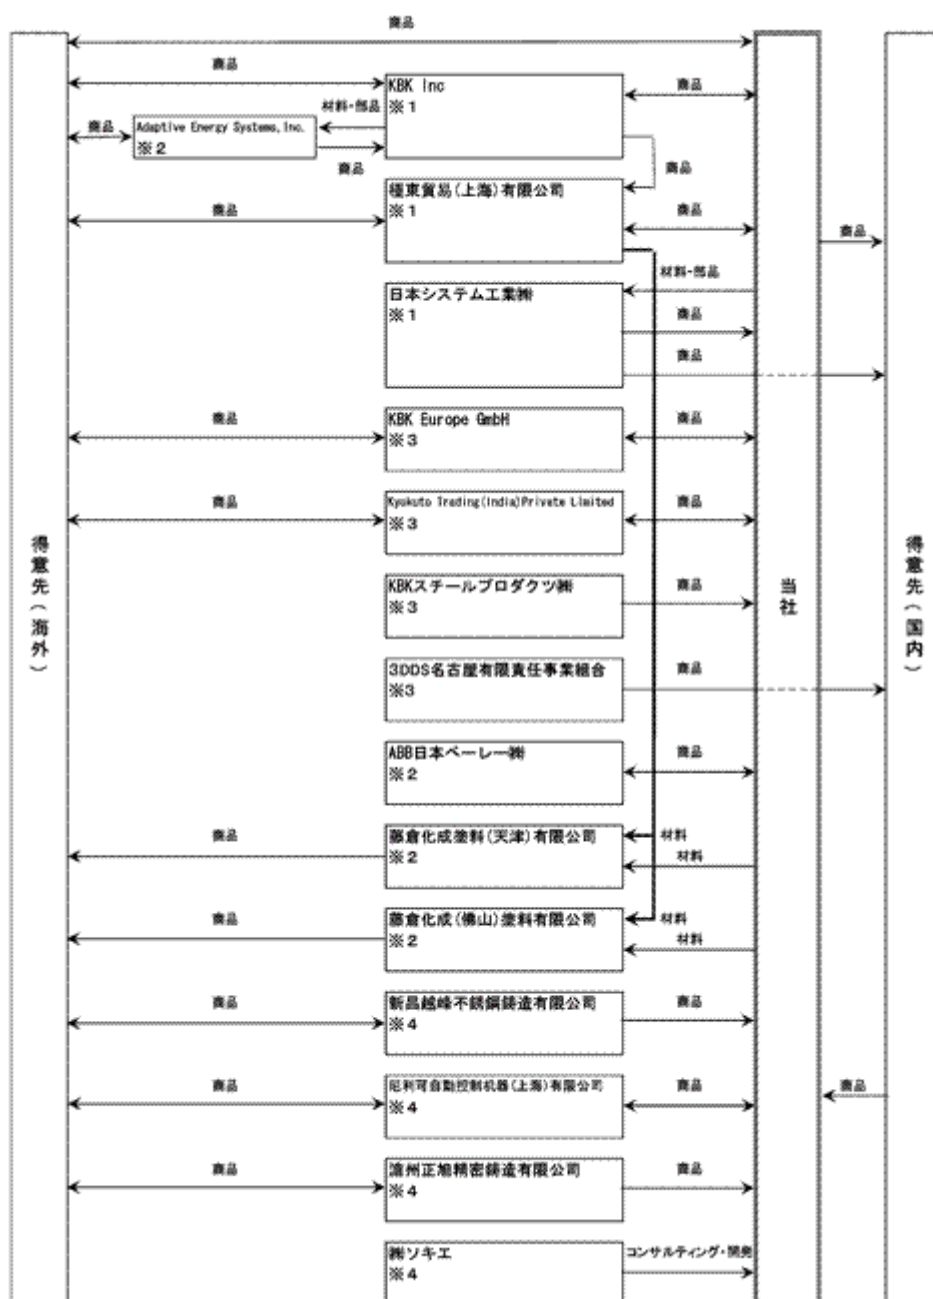 商品
商品
KBK Inc
※1
商品
材料・部品
商品
Adaptive Energy Systems,Inc.
※2
商品
商品
極東貿易(上海)有限公司
※1
商品
商品
商品
材料・部品
日本システム工業㈱
※1
商品
商品
KBK Europe GmbH
※3
商品
商品
Kyokuto Trading(India)Private Limited
※3
商品
商品
得意先(海外)
当社
得意先(国内)
KBKスチールプロダクツ㈱
※3
商品
3DDS名古屋有限責任事業組合
※3
商品
ABB日本ベーレー㈱
※2
商品
藤倉化成塗料(天津)有限公司
※2
商品
材料
材料
藤倉化成(佛山)塗料有限公司
※2
商品
材料
材料
新昌越峰不銹鋼鋳造有限公司
※4
商品
商品
尼利可自動控制机器(上海)有限公司
※4
商品
商品
商品
州正旭精密鋳造有限公司
※4
商品
商品
㈱ソキエ
※4
コンサルティング・開発